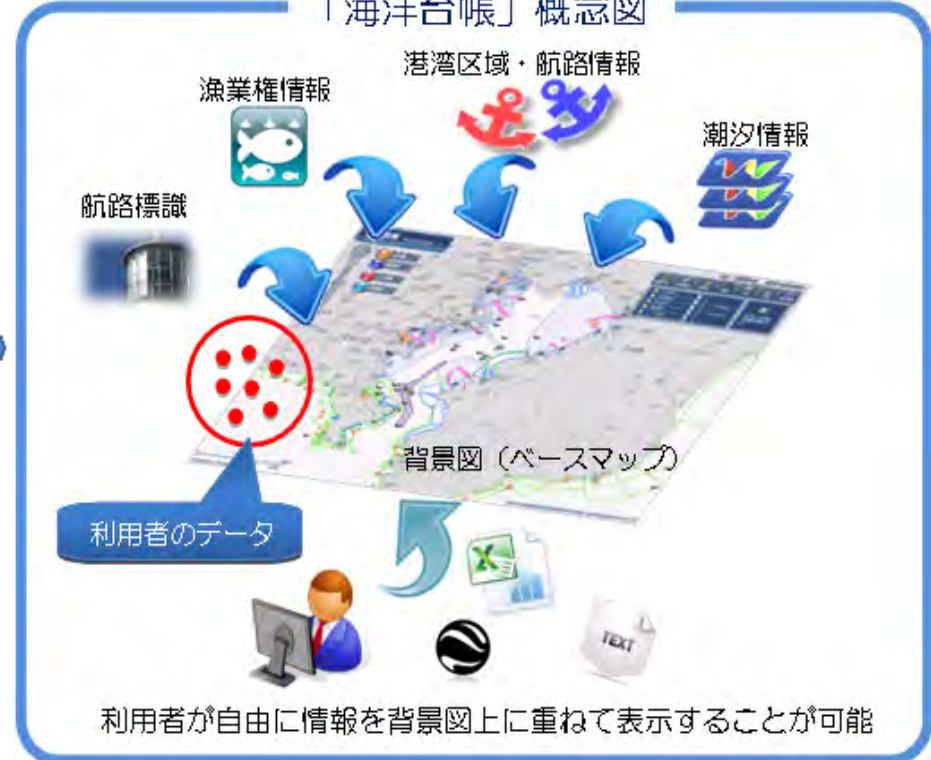 「海洋台帳」概念図
港湾区域・航路情報
漁業権情報
潮汐情報
航路標識
背景図(ベースマップ)
利用者のデータ
TEXT
利用者が自由に情報を背景図上に重ねて表示することが可能